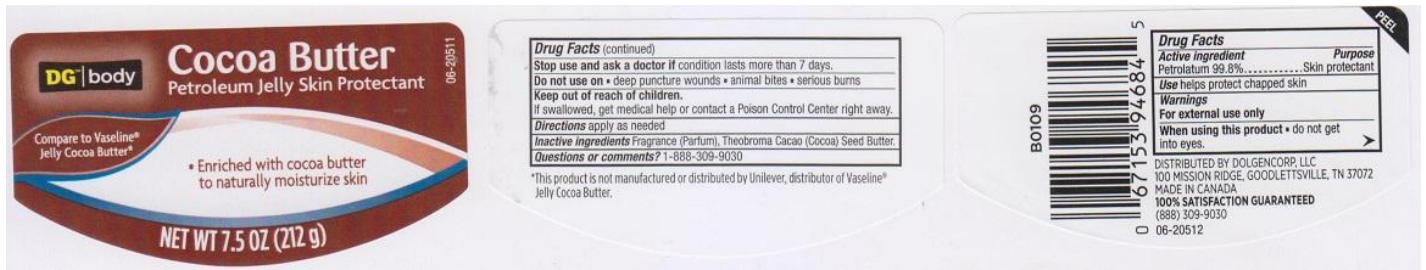 DG™ body
Cocoa Butter
Petroleum Jelly Skin Protectant
06-20511
Compare to Vaseline®
Jelly Cocoa Butter*
• Enriched with cocoa butter
to naturally moisturize skin
NET WT 7.5 OZ (212 g)
Drug Facts (continued)
Stop use and ask a doctor if condition lasts more than 7 days.
Do not use on • deep puncture wounds • animal bites • serious burns
Keep out of reach of children.
If swallowed, get medical help or contact a Poison Control Center right away.
Directions apply as needed
Inactive ingredients Fragrance (Parfum), Theobroma Cacao (Cocoa) Seed Butter.
Questions or comments? 1-888-309-9030
*This product is not manufactured or distributed by Unilever, distributor of Vaseline®
Jelly Cocoa Butter.
PEEL
B0109
0 67153 94684 5
Drug Facts
Active ingredient Purpose
Petrolatum 99.8%............Skin protectant
Use helps protect chapped skin
Warnings
For external use only
When using this product • do not get
into eyes.
DISTRIBUTED BY DOLGENCORP, LLC
100 MISSION RIDGE, GOODLETTSVILLE, TN 37072
MADE IN CANADA
100% SATISFACTION GUARANTEED
(888) 309-9030
06-20512